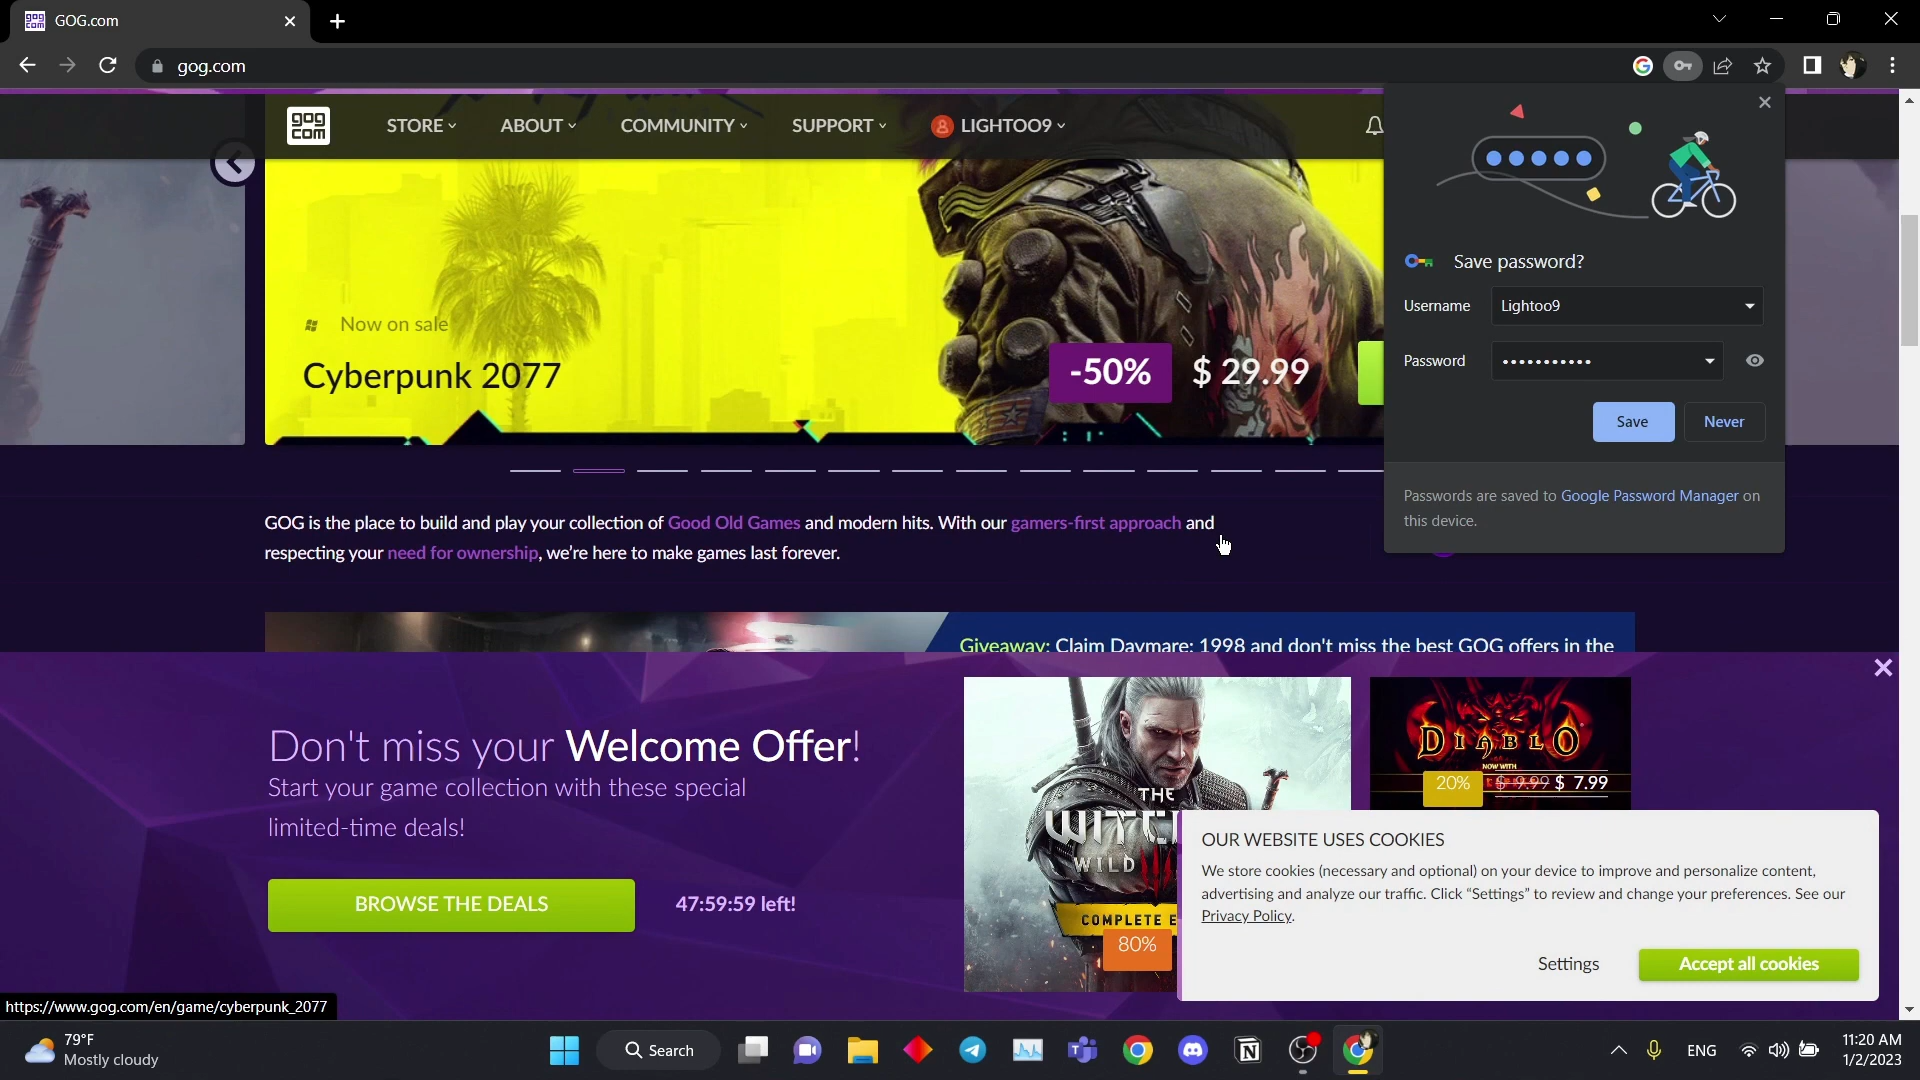 GOG.com
gog.com
gog
com
STORE
ABOUT
COMMUNITY
SUPPORT
LIGHTOO9
Now on sale
Cyberpunk 2077
-50%
$ 29.99
Save password?
Username
Lightoo9
Password
•••••••••••
Save
Never
Passwords are saved to Google Password Manager on
this device.
GOG is the place to build and play your collection of Good Old Games and modern hits. With our gamers-first approach and
respecting your need for ownership, we're here to make games last forever.
Giveaway: Claim Daymare: 1998 and don't miss the best GOG offers in the
Don't miss your Welcome Offer!
Start your game collection with these special
limited-time deals!
BROWSE THE DEALS
47:59:59 left!
THE
WILD
COMPLETE E
80%
DIABLO
NOW WITH
20%
$ 9.99 $ 7.99
OUR WEBSITE USES COOKIES
We store cookies (necessary and optional) on your device to improve and personalize content,
advertising and analyze our traffic. Click “Settings” to review and change your preferences. See our
Privacy Policy.
Settings
Accept all cookies
https://www.gog.com/en/game/cyberpunk_2077
79°F
Mostly cloudy
Search
ENG
11:20 AM
1/2/2023